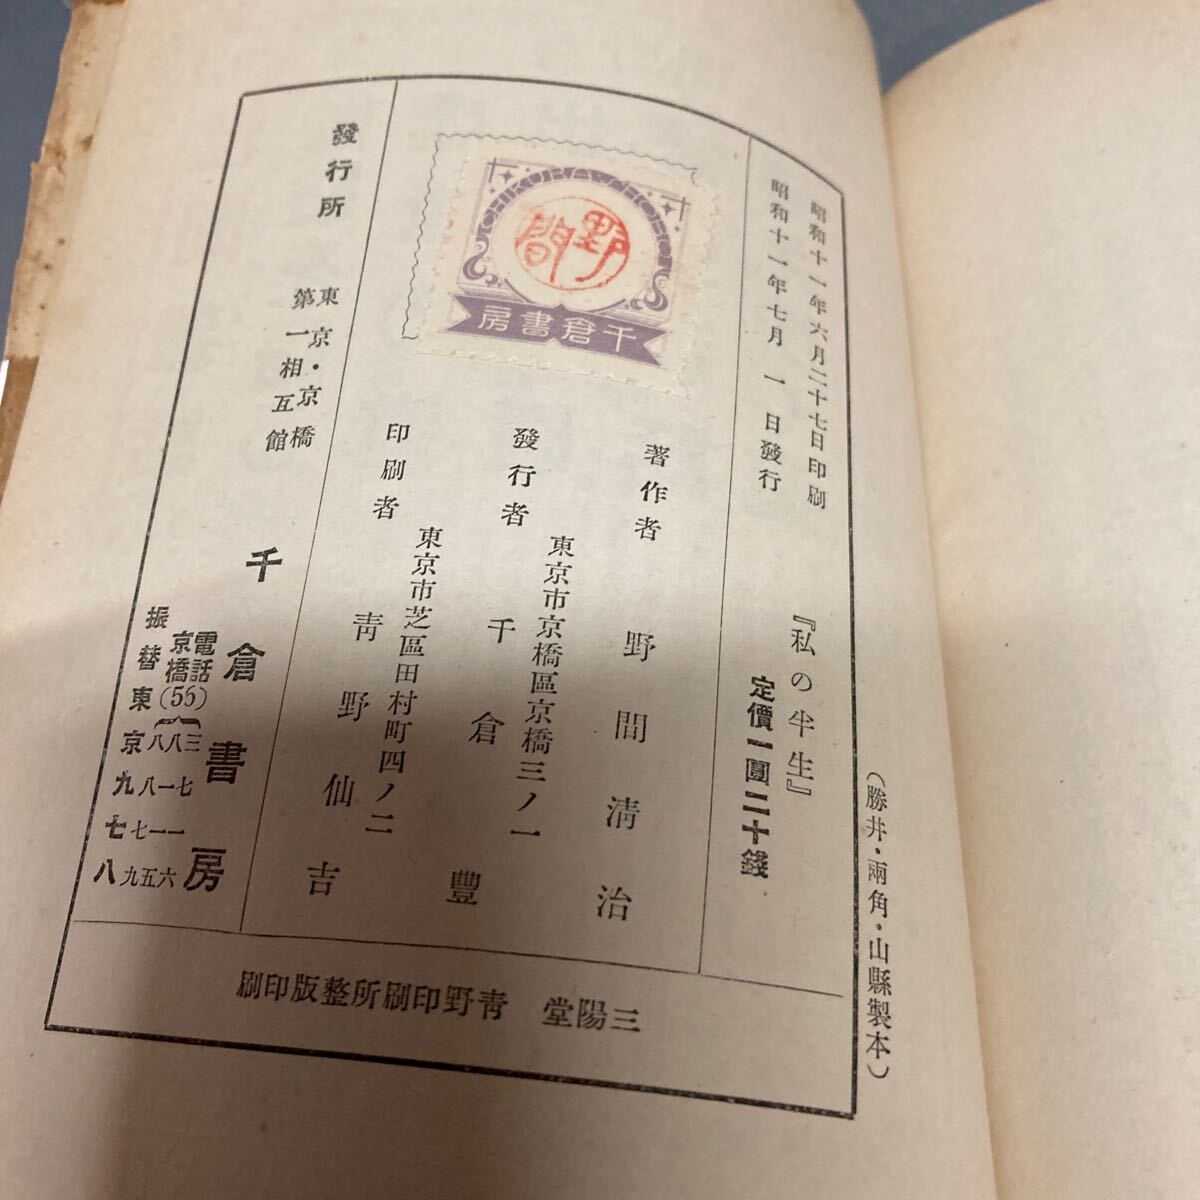 昭和十一年六月二十七日印刷
昭和十一年七月一日發行
『私の半生』
定價一圓二十錢
CHIKURA SHOBO
野間
千倉書房
著作者 野間淸治
東京市京橋區京橋三ノ一
發行者 千倉豐
東京市芝區田村町四ノ二
印刷者 靑野仙吉
發行所
東京・京橋
第一相互館
千倉書房
電話
京橋
(56)
三八八
七一八
一一七
六五九
振替東京九七八
三陽堂 靑野印刷所整版印刷
(勝井・兩角・山縣製本)